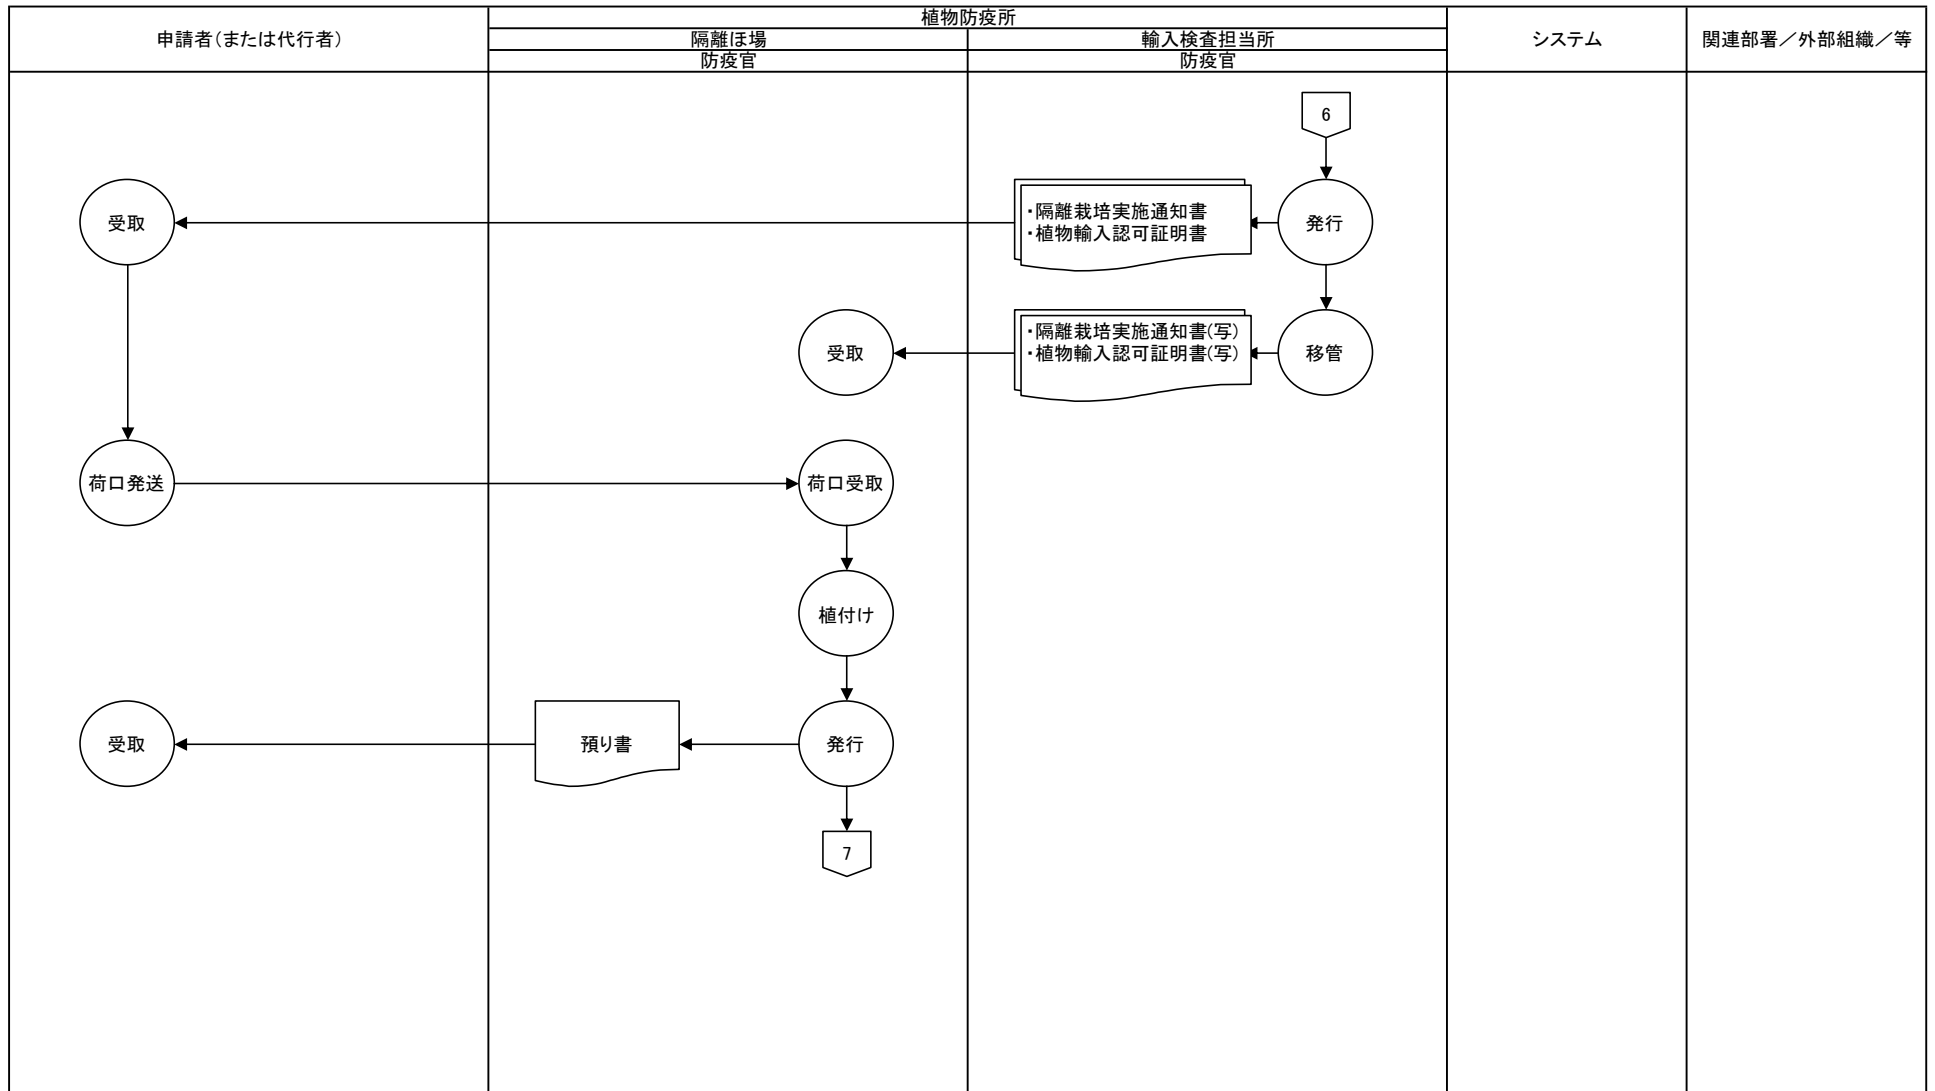 植物防疫所
申請者(または代行者)
隔離ほ場
輸入検査担当所
システム
関連部署／外部組織／等
防疫官
防疫官
6
受取
・隔離栽培実施通知書
・植物輸入認可証明書
発行
受取
・隔離栽培実施通知書(写)
・植物輸入認可証明書(写)
移管
荷口発送
荷口受取
植付け
受取
預り書
発行
7